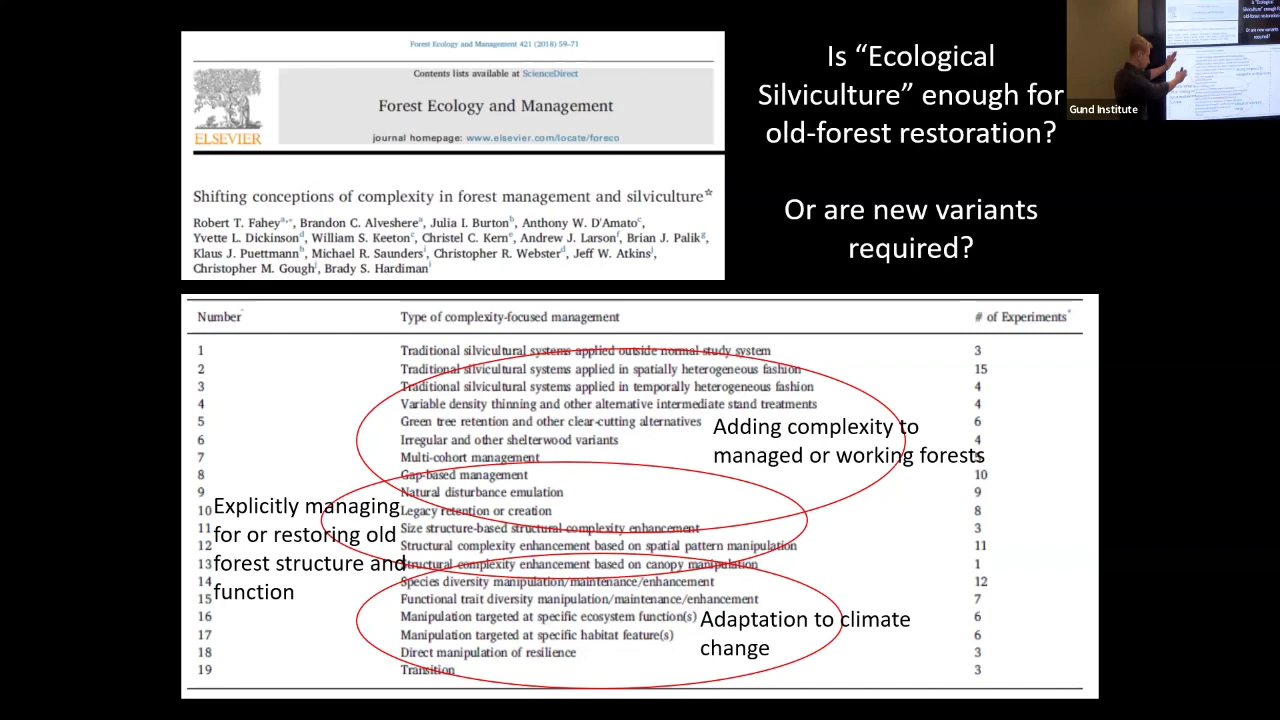 Forest Ecology and Management 421 (2018) 59–71
Contents lists available at ScienceDirect
Forest Ecology and Management
journal homepage: www.elsevier.com/locate/foreco
ELSEVIER
Shifting conceptions of complexity in forest management and silviculture☆
Robert T. Faheya,⁎, Brandon C. Alveshere a, Julia I. Burton b, Anthony W. D'Amato c,
Yvette L. Dickinson d, William S. Keeton c, Christel C. Kern e, Andrew J. Larson f, Brian J. Palik g,
Klaus J. Puettmann h, Michael R. Saunders i, Christopher R. Webster d, Jeff W. Atkins j,
Christopher M. Gough j, Brady S. Hardiman i
Is “Ecological
Silviculture” enough for
old-forest restoration?
Or are new variants
required?
Gund Institute
Number Type of complexity-focused management # of Experiments*
1 Traditional silvicultural systems applied outside normal study system 3
2 Traditional silvicultural systems applied in spatially heterogeneous fashion 15
3 Traditional silvicultural systems applied in temporally heterogeneous fashion 4
4 Variable density thinning and other alternative intermediate stand treatments 4
5 Green tree retention and other clear-cutting alternatives 6
6 Irregular and other shelterwood variants 4
7 Multi-cohort management
8 Gap-based management 10
9 Natural disturbance emulation 9
10 Legacy retention or creation 8
11 Size structure-based structural complexity enhancement 3
12 Structural complexity enhancement based on spatial pattern manipulation 11
13 Structural complexity enhancement based on canopy manipulation 1
14 Species diversity manipulation/maintenance/enhancement 12
15 Functional trait diversity manipulation/maintenance/enhancement 7
16 Manipulation targeted at specific ecosystem function(s) 6
17 Manipulation targeted at specific habitat feature(s) 6
18 Direct manipulation of resilience 3
19 Transition 3
Adding complexity to
managed or working forests
Explicitly managing
for or restoring old
forest structure and
function
Adaptation to climate
change